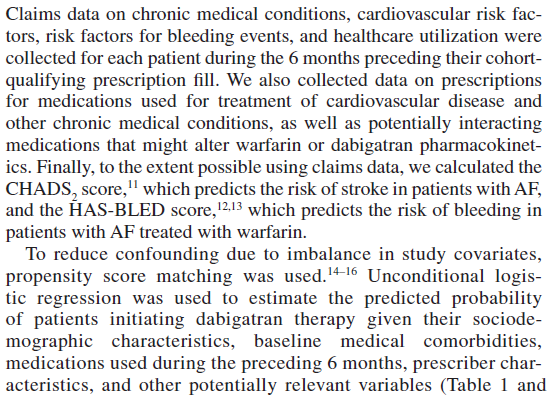 Claims data on chronic medical conditions, cardiovascular risk fac-
tors, risk factors for bleeding events, and healthcare utilization were
collected for each patient during the 6 months preceding their cohort-
qualifying prescription fill. We also collected data on prescriptions
for medications used for treatment of cardiovascular disease and
other chronic medical conditions, as well as potentially interacting
medications that might alter warfarin or dabigatran pharmacokinet-
ics. Finally, to the extent possible using claims data, we calculated the
CHADS₂ score,¹¹ which predicts the risk of stroke in patients with AF,
and the HAS-BLED score,¹²,¹³ which predicts the risk of bleeding in
patients with AF treated with warfarin.
To reduce confounding due to imbalance in study covariates,
propensity score matching was used.¹⁴⁻¹⁶ Unconditional logis-
tic regression was used to estimate the predicted probability
of patients initiating dabigatran therapy given their sociode-
mographic characteristics, baseline medical comorbidities,
medications used during the preceding 6 months, prescriber char-
acteristics, and other potentially relevant variables (Table 1 and